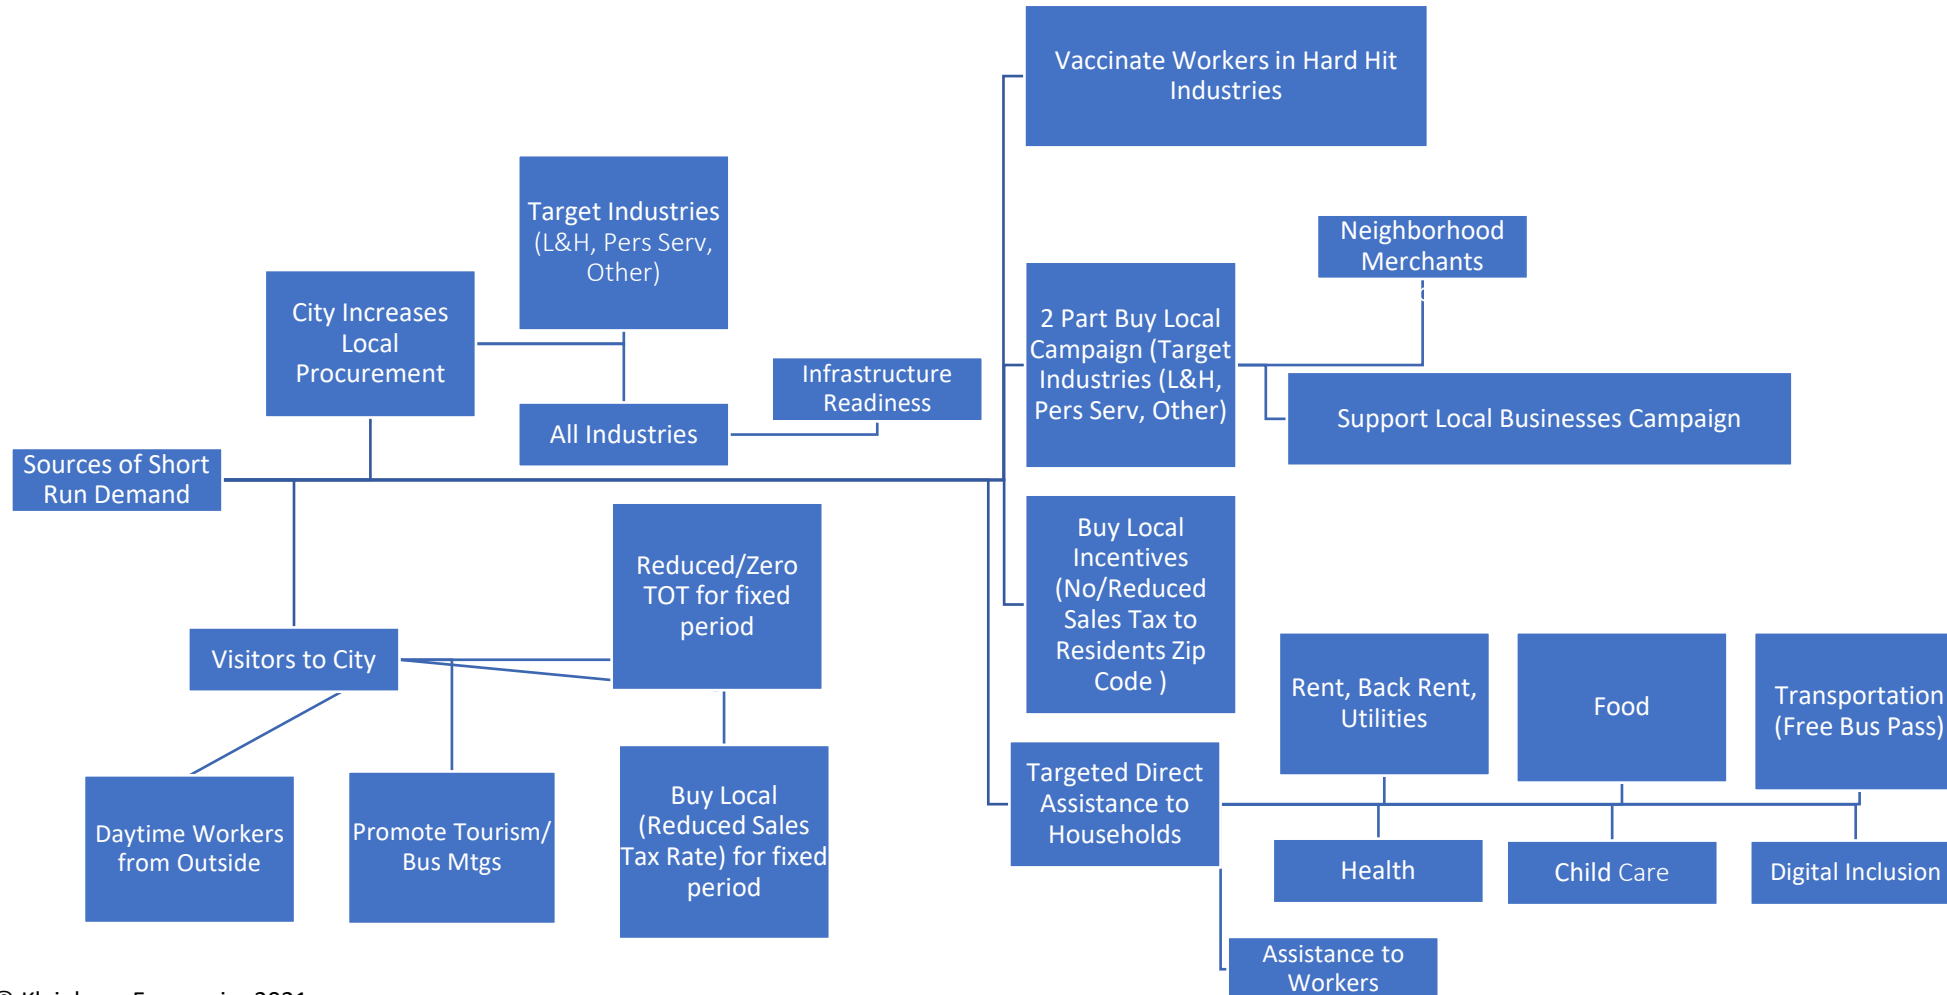 Vaccinate Workers in Hard Hit
Industries
Target Industries
(L&H, Pers Serv,
Other)
Neighborhood
Merchants
City Increases
Local
Procurement
2 Part Buy Local
Campaign (Target
Industries (L&H,
Pers Serv, Other)
Infrastructure
Readiness
All Industries
Support Local Businesses Campaign
Sources of Short
Run Demand
Buy Local
Incentives
(No/Reduced
Sales Tax to
Residents Zip
Code )
Reduced/Zero
TOT for fixed
period
Visitors to City
Rent, Back Rent,
Utilities
Food
Transportation
(Free Bus Pass)
Targeted Direct
Assistance to
Households
Daytime Workers
from Outside
Promote Tourism/
Bus Mtgs
Buy Local
(Reduced Sales
Tax Rate) for fixed
period
Health
Child Care
Digital Inclusion
Assistance to
Workers